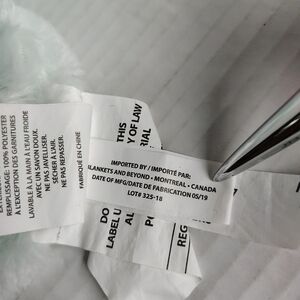 REMPLISSAGE: 100% POLYESTER
À L'EXCEPTION DES GARNITURES
LAVABLE À LA MAIN À L'EAU FROIDE
AVEC UN SAVON DOUX.
NE PAS JAVELLISER.
SÉCHER À L'AIR.
NE PAS REPASSER.
FABRIQUÉ EN CHINE
THIS
Y OF LAW
RIAL
IMPORTED BY / IMPORTÉ PAR:
BLANKETS AND BEYOND • MONTREAL • CANADA
DATE OF MFG/DATE DE FABRICATION 05/19
LOT# 325-18
DO
LABEL U
AL
PO
REG